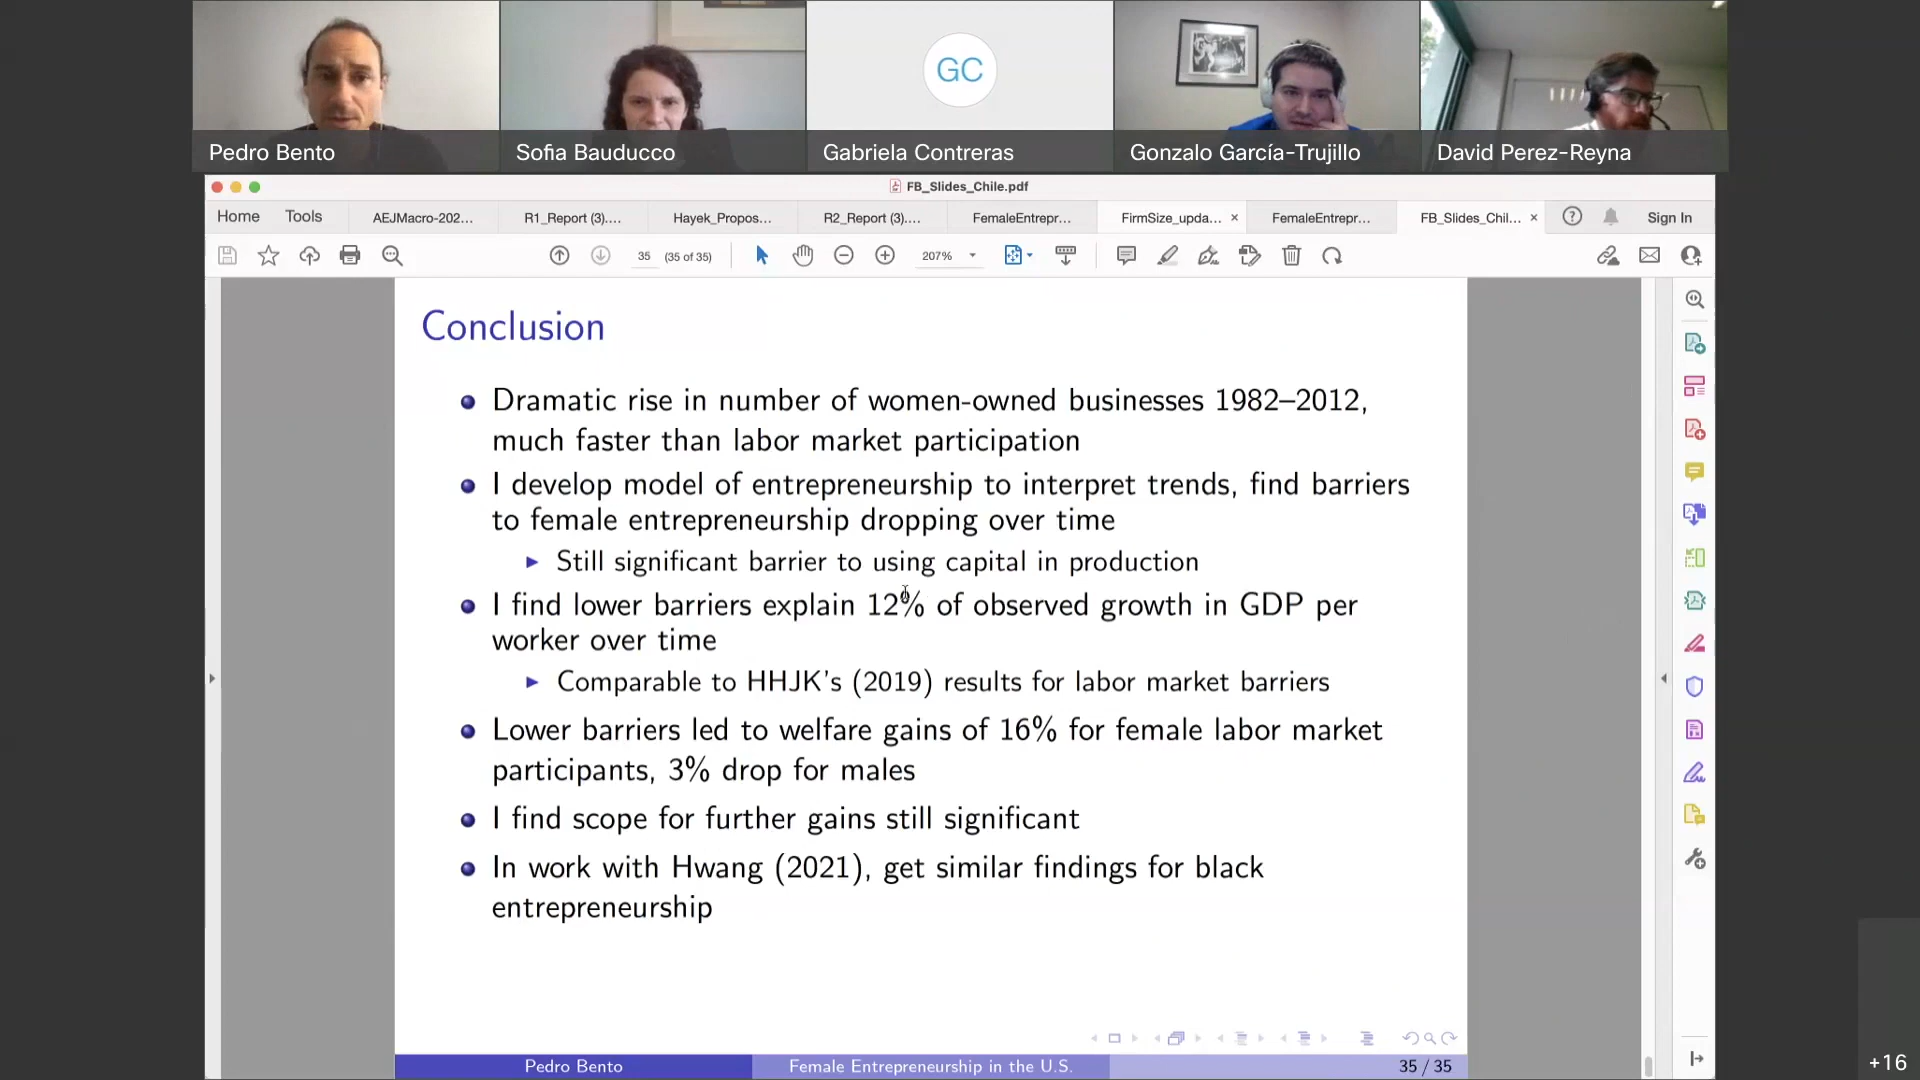 GC
Pedro Bento
Sofia Bauducco
Gabriela Contreras
Gonzalo García-Trujillo
David Perez-Reyna
FB_Slides_Chile.pdf
Home
Tools
AEJMacro-202...
R1_Report (3)....
Hayek_Propos...
R2_Report (3)....
FemaleEntrepr...
FirmSize_upda...
FemaleEntrepr...
FB_Slides_Chil...
Sign In
35
(35 of 35)
207%
Conclusion
Dramatic rise in number of women-owned businesses 1982–2012,
much faster than labor market participation
I develop model of entrepreneurship to interpret trends, find barriers
to female entrepreneurship dropping over time
Still significant barrier to using capital in production
I find lower barriers explain 12% of observed growth in GDP per
worker over time
Comparable to HHJK's (2019) results for labor market barriers
Lower barriers led to welfare gains of 16% for female labor market
participants, 3% drop for males
I find scope for further gains still significant
In work with Hwang (2021), get similar findings for black
entrepreneurship
Pedro Bento
Female Entrepreneurship in the U.S.
35 / 35
+16